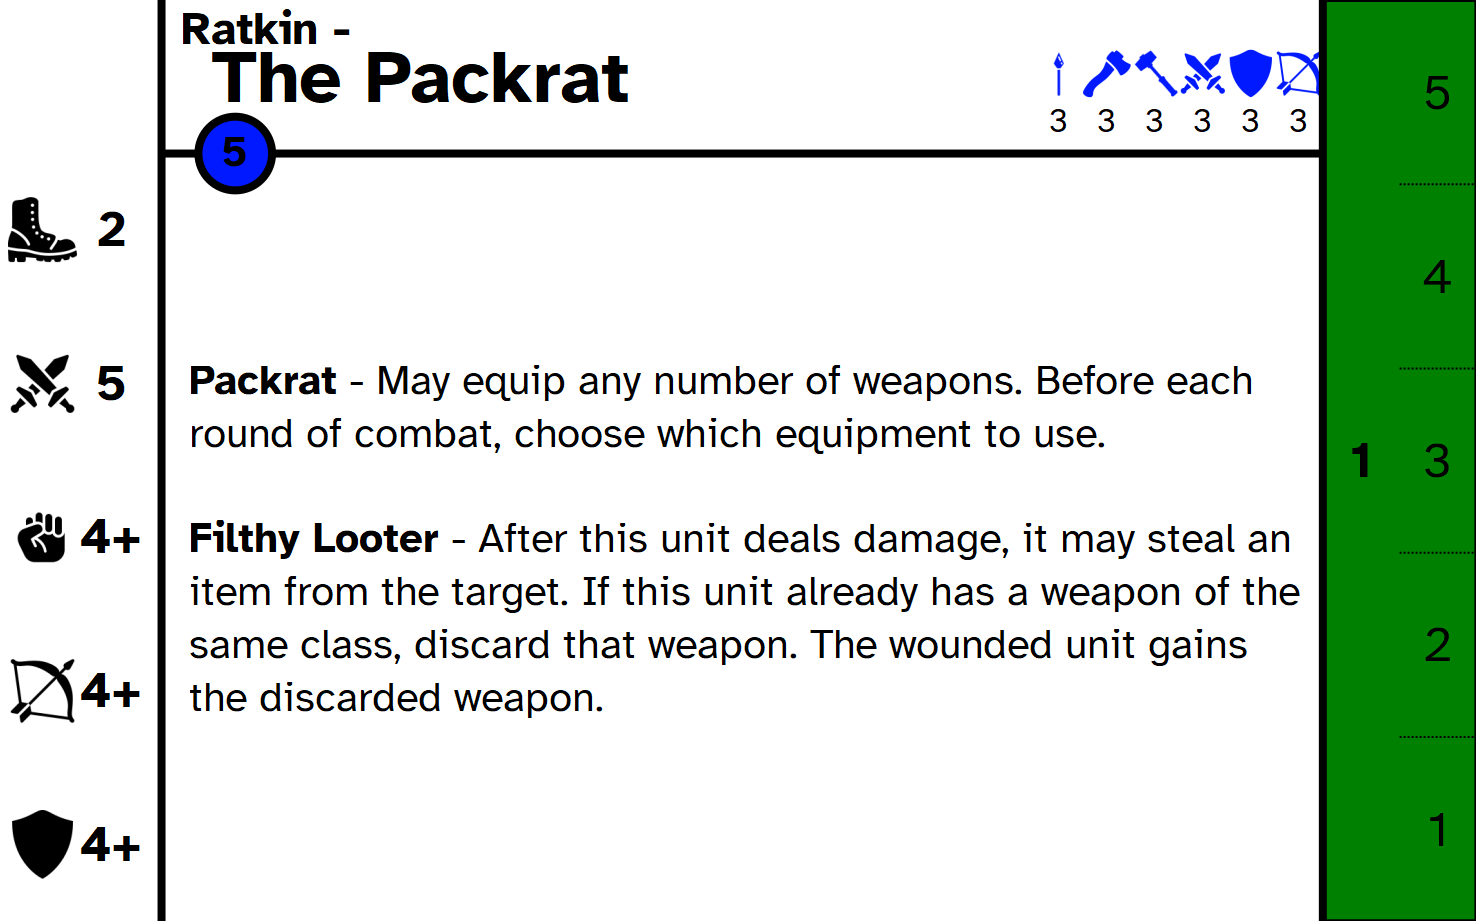 Ratkin -
The Packrat
3 3 3 3 3 3
5
2
5
4+
4+
4+
Packrat - May equip any number of weapons. Before each
round of combat, choose which equipment to use.
Filthy Looter - After this unit deals damage, it may steal an
item from the target. If this unit already has a weapon of the
same class, discard that weapon. The wounded unit gains
the discarded weapon.
5
4
1 3
2
1